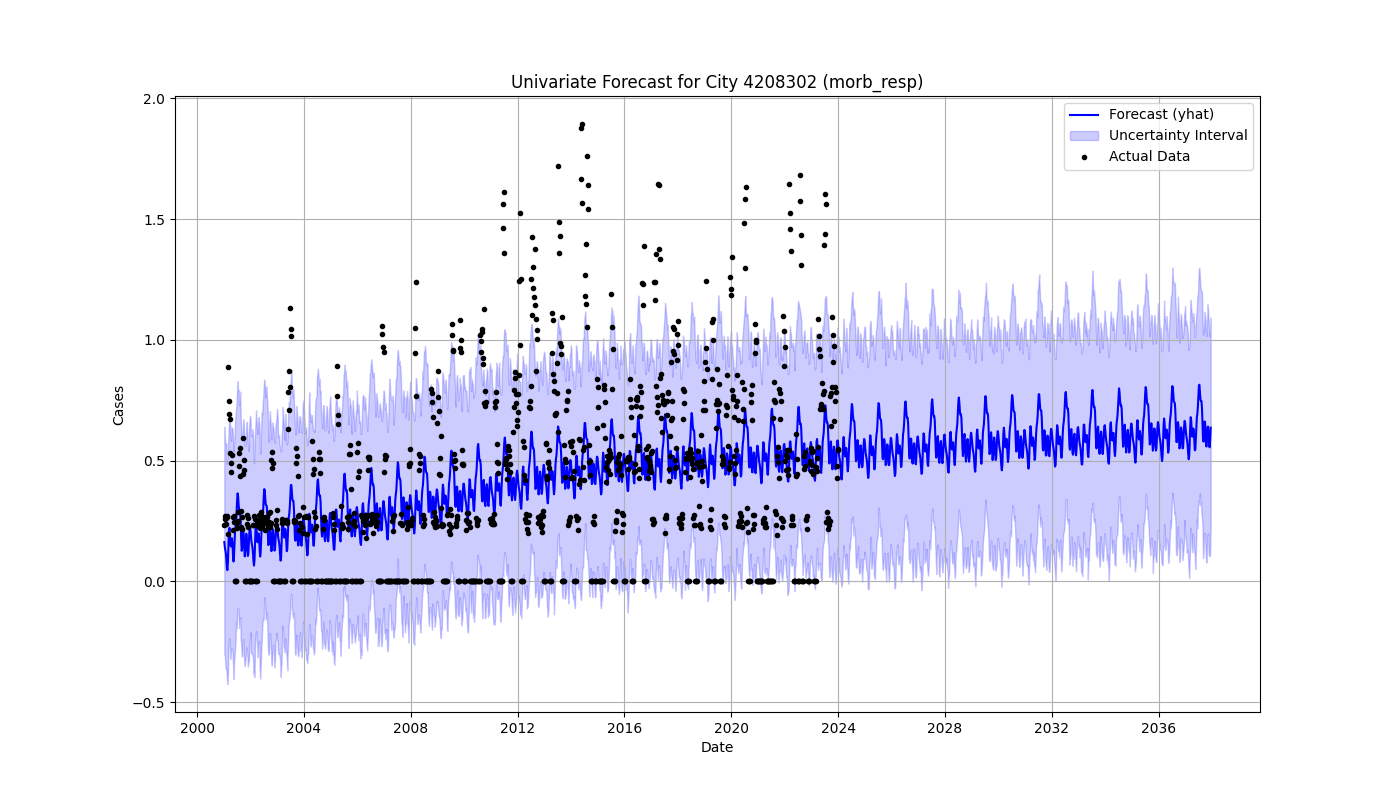 Univariate Forecast for City 4208302 (morb_resp)
Forecast (yhat)
Uncertainty Interval
Actual Data
2.0
1.5
1.0
0.5
0.0
−0.5
Cases
2000 2004 2008 2012 2016 2020 2024 2028 2032 2036
Date